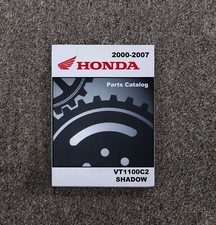 2000-2007
HONDA
Parts Catalog
VT1100C2
SHADOW